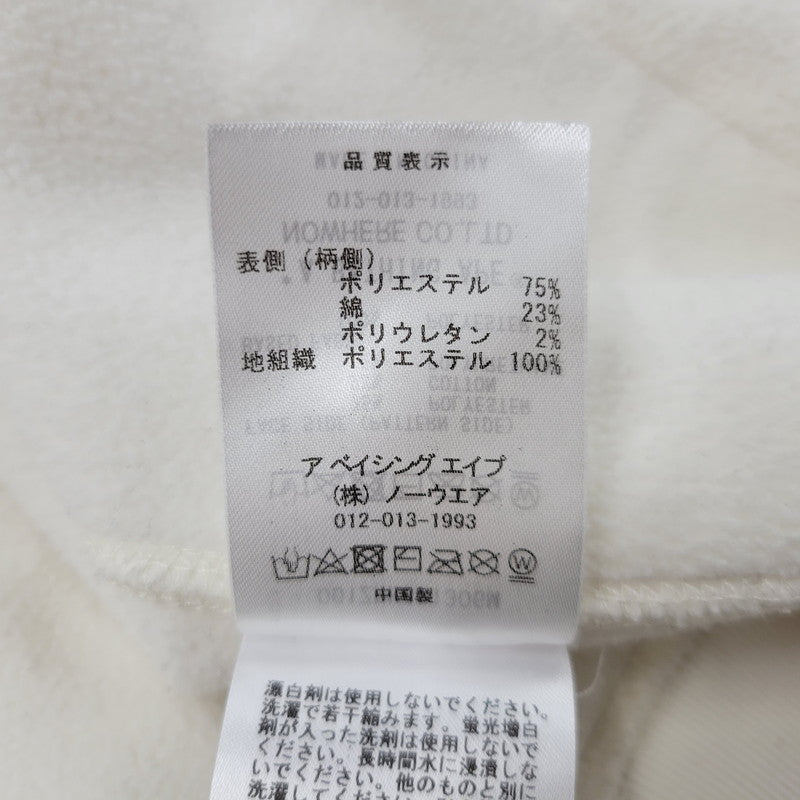 品質表示
表側(柄側)
ポリエステル 75%
綿 23%
ポリウレタン 2%
地組織 ポリエステル 100%
ア ベイシング エイプ
(株) ノーウエア
012-013-1993
W
中国製
漂白剤は使用しないでください。
洗濯で若干縮みます。蛍光増白
剤が入った洗剤は使用しないで
ください。長時間水に浸漬しな
いでください。他のものと別に
洗濯してください